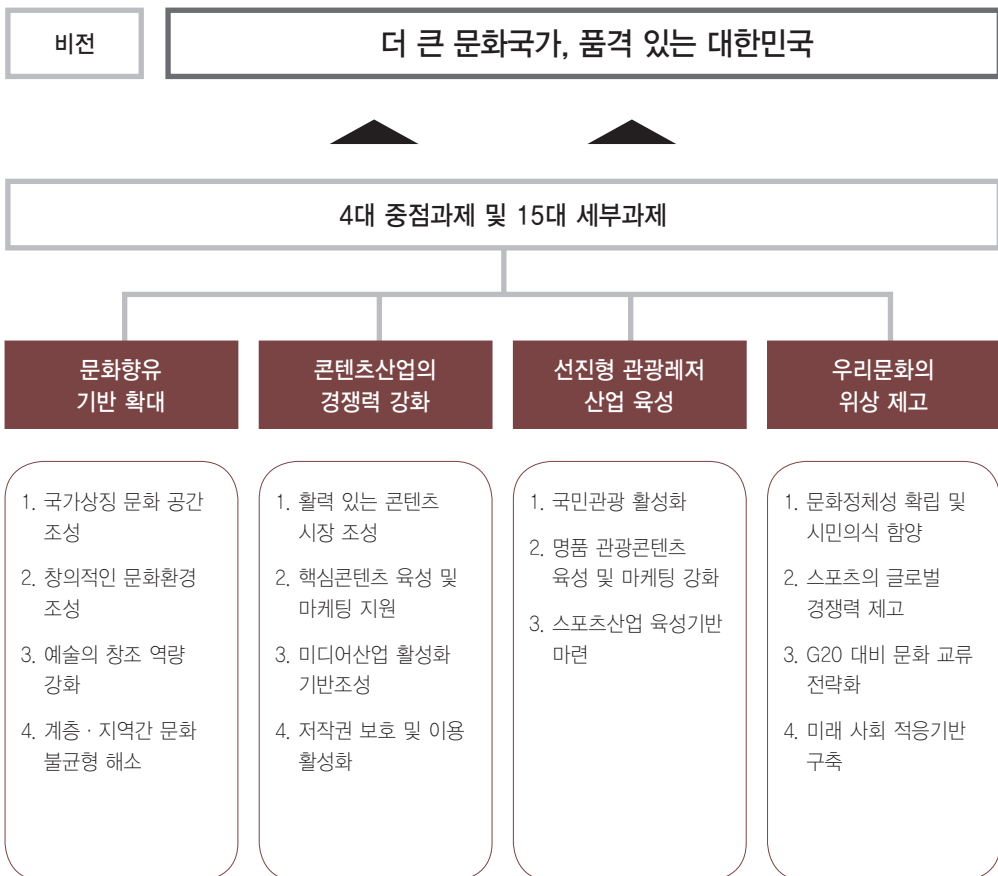 비전
더 큰 문화국가, 품격 있는 대한민국
4대 중점과제 및 15대 세부과제
문화향유
기반 확대
1. 국가상징 문화 공간
조성
2. 창의적인 문화환경
조성
3. 예술의 창조 역량
강화
4. 계층·지역간 문화
불균형 해소
콘텐츠산업의
경쟁력 강화
1. 활력 있는 콘텐츠
시장 조성
2. 핵심콘텐츠 육성 및
마케팅 지원
3. 미디어산업 활성화
기반조성
4. 저작권 보호 및 이용
활성화
선진형 관광레저
산업 육성
1. 국민관광 활성화
2. 명품 관광콘텐츠
육성 및 마케팅 강화
3. 스포츠산업 육성기반
마련
우리문화의
위상 제고
1. 문화정체성 확립 및
시민의식 함양
2. 스포츠의 글로벌
경쟁력 제고
3. G20 대비 문화 교류
전략화
4. 미래 사회 적응기반
구축